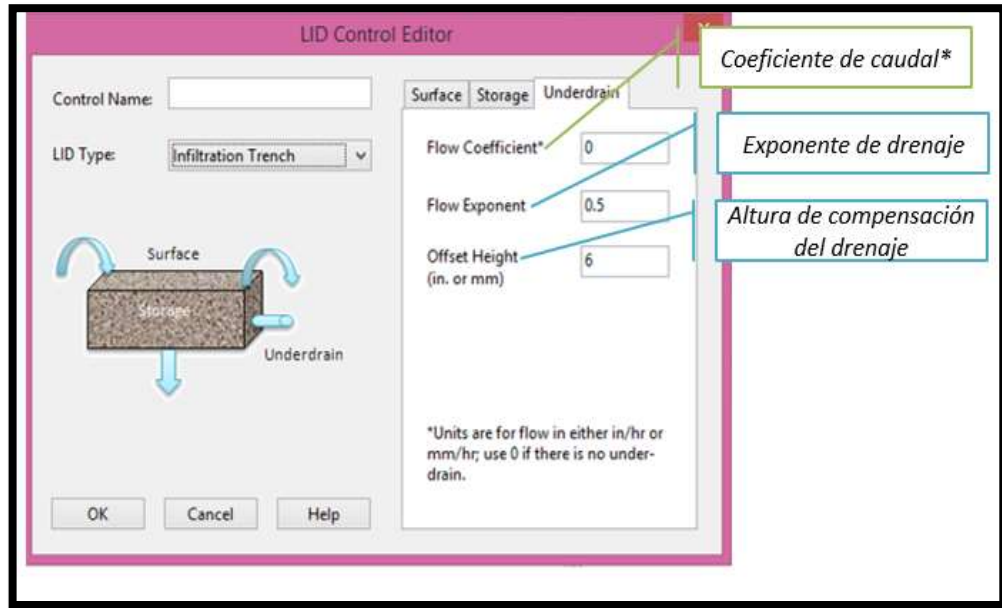 LID Control Editor
x
Coeficiente de caudal*
Control Name:
Surface Storage Underdrain
Flow Coefficient* 0
LID Type: Infiltration Trench
Exponente de drenaje
Flow Exponent 0.5
Altura de compensación
del drenaje
Offset Height
(in. or mm)
6
Surface
Storage
Underdrain
*Units are for flow in either in/hr or
mm/hr; use 0 if there is no under-
drain.
OK Cancel Help